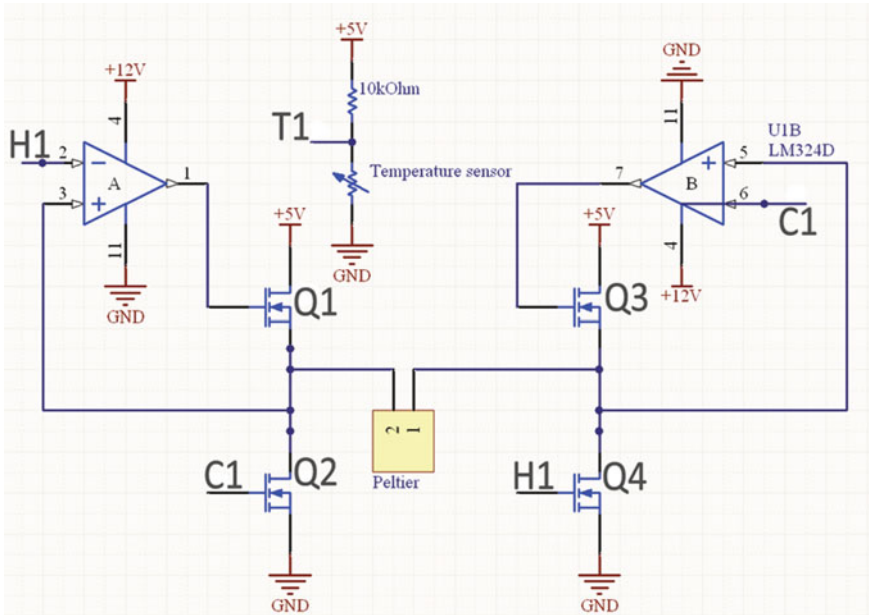 +5V
GND
+12V
10kOhm
4
T1
11
U1B
LM324D
H1
2
−
1
A
3
+
Temperature sensor
7
B
+
5
6
C1
11
GND
+5V
GND
+5V
4
+12V
Q1
Q3
2
1
C1
Q2
Peltier
H1
Q4
GND
GND